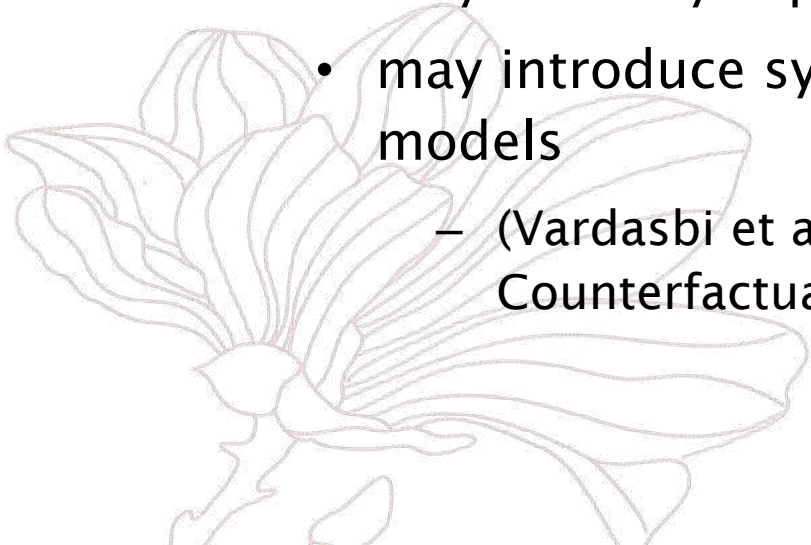 • may introduce sy
models
– (Vardasbi et a
Counterfactua